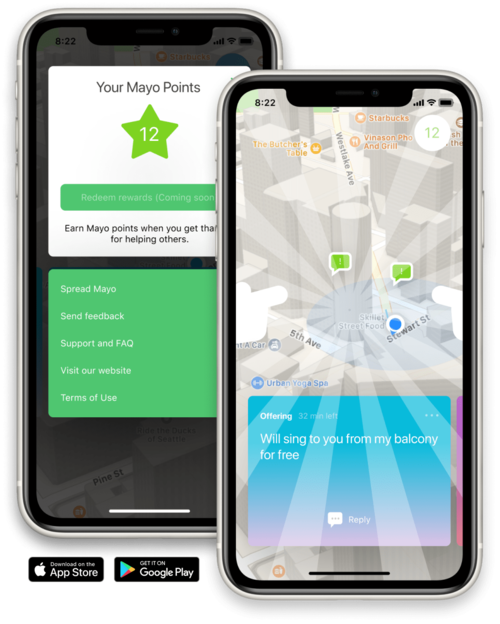 8:22
Starbucks
Your Mayo Points
12
Redeem rewards (Coming soon
Earn Mayo points when you get tha
for helping others.
Spread Mayo
Send feedback
Support and FAQ
Visit our website
Terms of Use
Pine St
8:22
12
Starbucks
The Butcher's
Table
Westlake Ave
Vinason Pho
And Grill
Skillet
Street Food
Stewart St
5th Ave
t A Car
Urban Yoga Spa
Offering 32 min left
Will sing to you from my balcony
for free
Reply
Download on the
App Store
GET IT ON
Google Play